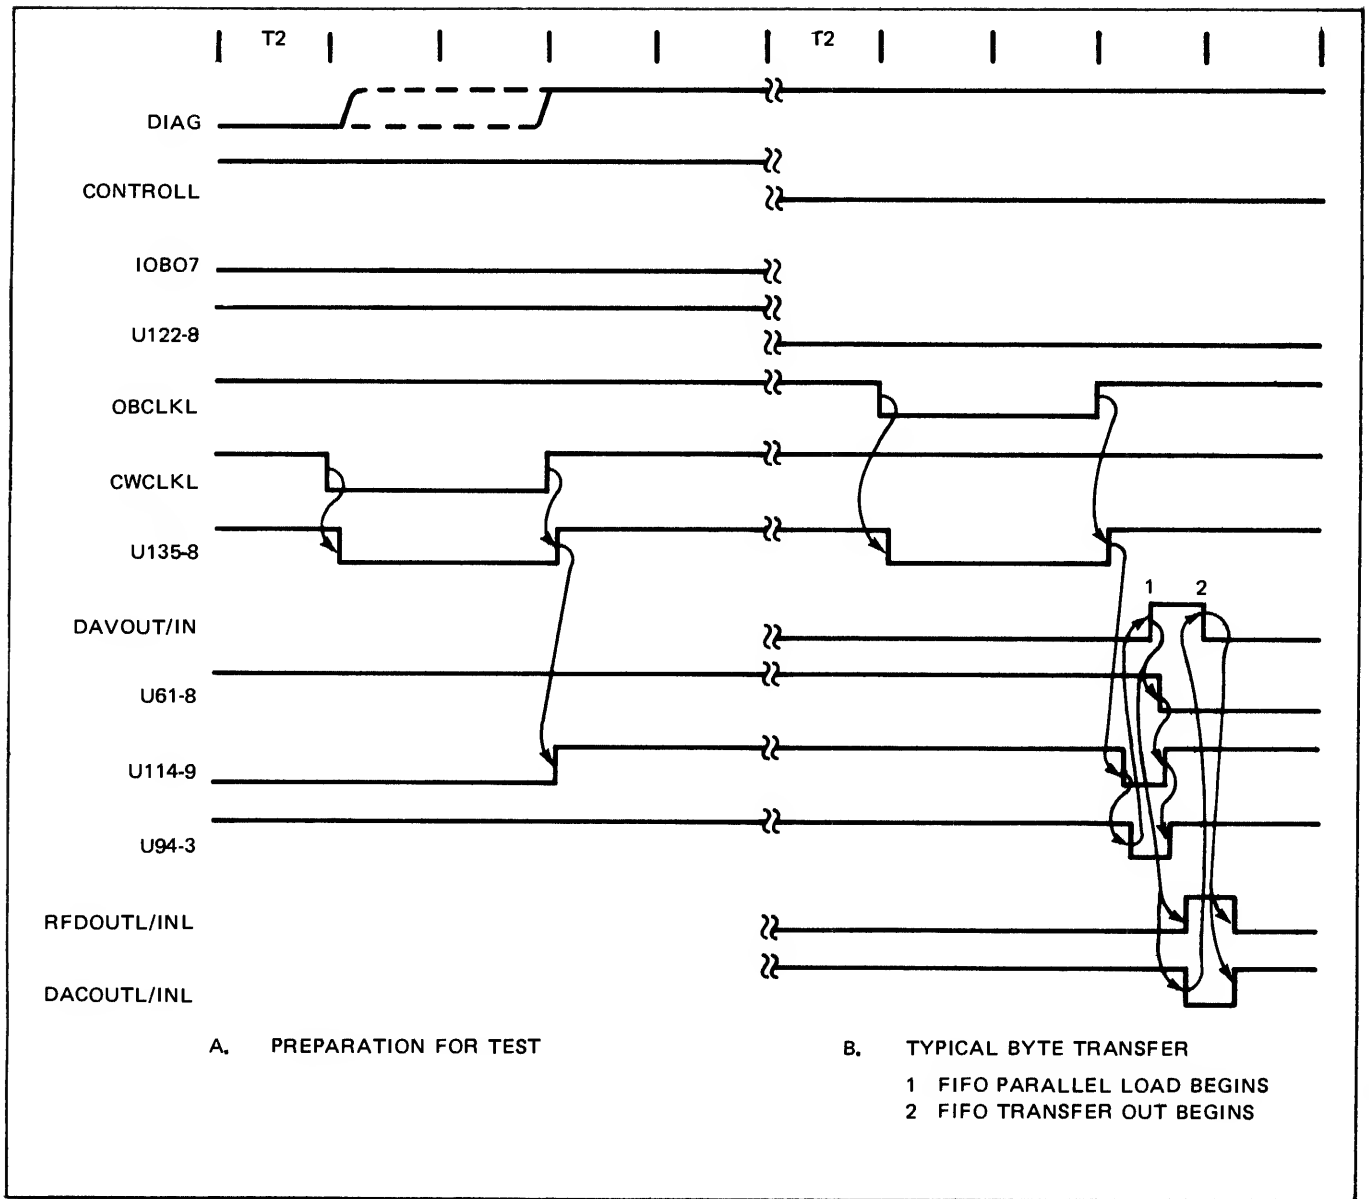 T2 T2
DIAG
CONTROLL
IOBO7
U122-8
OBCLKL
CWCLKL
U135-8
1 2
DAVOUT/IN
U61-8
U114-9
U94-3
RFDOUTL/INL
DACOUTL/INL
A. PREPARATION FOR TEST
B. TYPICAL BYTE TRANSFER
1 FIFO PARALLEL LOAD BEGINS
2 FIFO TRANSFER OUT BEGINS